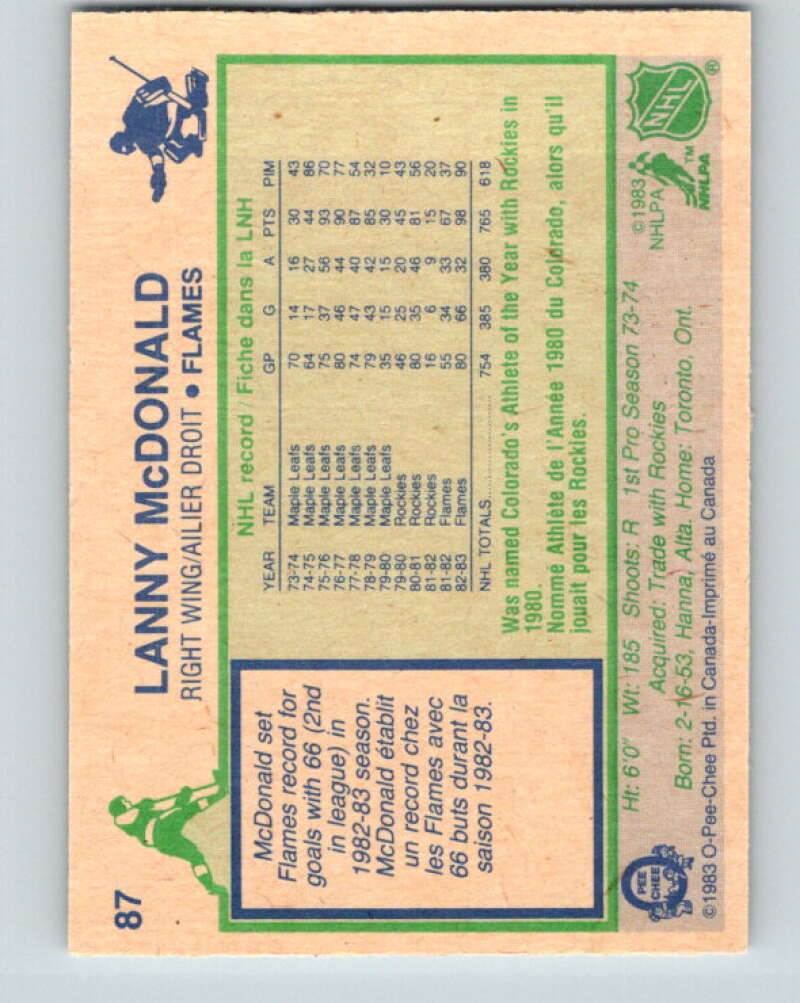 87
LANNY McDONALD
RIGHT WING/AILIER DROIT • FLAMES
McDonald set
Flames record for
goals with 66 (2nd
in league) in
1982-83 season.
McDonald établit
un record chez
les Flames avec
66 buts durant la
saison 1982-83.
NHL record / Fiche dans la LNH
YEAR TEAM GP G A PTS PIM
73-74 Maple Leafs 70 14 16 30 43
74-75 Maple Leafs 64 17 27 44 86
75-76 Maple Leafs 75 37 56 93 70
76-77 Maple Leafs 80 46 44 90 77
77-78 Maple Leafs 74 47 40 87 54
78-79 Maple Leafs 79 43 42 85 32
79-80 Maple Leafs 35 15 15 30 10
79-80 Rockies 46 25 20 45 43
80-81 Rockies 80 35 46 81 56
81-82 Rockies 16 6 9 15 20
81-82 Flames 55 34 33 67 37
82-83 Flames 80 66 32 98 90
NHL TOTALS.................... 754 385 380 765 618
Was named Colorado's Athlete of the Year with Rockies in
1980.
Nommé Athlète de l'Année 1980 du Colorado, alors qu'il
jouait pour les Rockies.
Ht: 6'0" Wt: 185 Shoots: R 1st Pro Season 73-74
Acquired: Trade with Rockies
Born: 2-16-53, Hanna, Alta. Home: Toronto, Ont.
©1983 O-Pee-Chee Ptd. in Canada-Imprimé au Canada
O
PEE
CHEE
©1983
NHLPA
NHLPA
TM
NHL
®